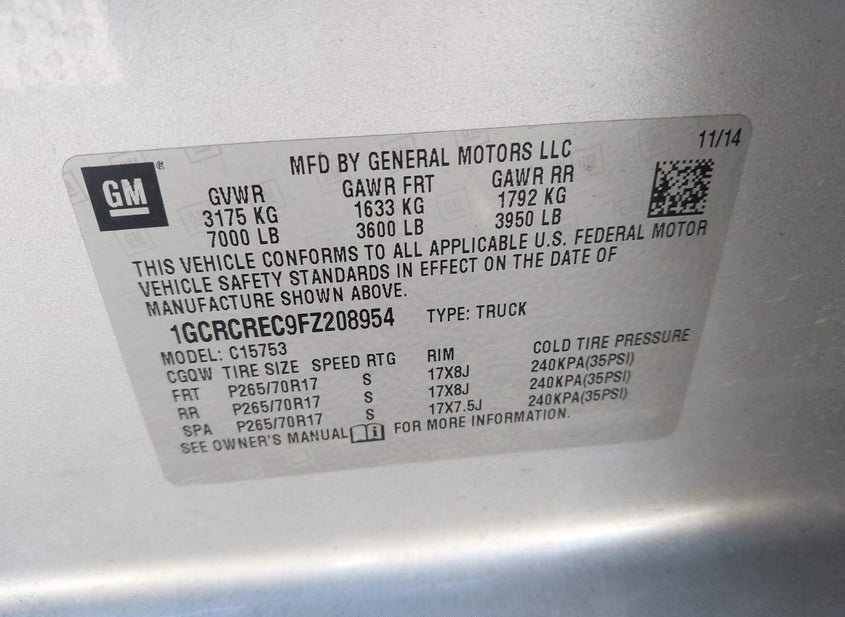 GM ®
MFD BY GENERAL MOTORS LLC 11/14
GVWR GAWR FRT GAWR RR
3175 KG 1633 KG 1792 KG
7000 LB 3600 LB 3950 LB
THIS VEHICLE CONFORMS TO ALL APPLICABLE U.S. FEDERAL MOTOR
VEHICLE SAFETY STANDARDS IN EFFECT ON THE DATE OF
MANUFACTURE SHOWN ABOVE.
1GCRCREC9FZ208954 TYPE: TRUCK
MODEL: C15753
CGQW TIRE SIZE SPEED RTG RIM COLD TIRE PRESSURE
FRT P265/70R17 S 17X8J 240KPA(35PSI)
RR P265/70R17 S 17X8J 240KPA(35PSI)
SPA P265/70R17 S 17X7.5J 240KPA(35PSI)
SEE OWNER'S MANUAL FOR MORE INFORMATION.